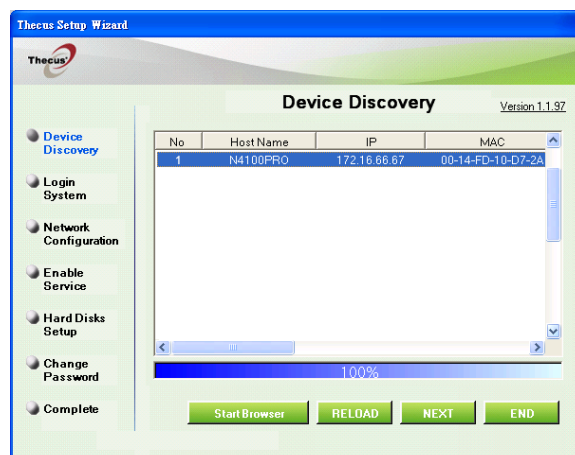 Thecus Setup Wizard
Thecus
Device Discovery
Version 1.1.97
Device Discovery
Login System
Network Configuration
Enable Service
Hard Disks Setup
Change Password
Complete
No Host Name IP MAC
1 N4100PRO 172.16.66.67 00-14-FD-10-D7-2A
100%
Start Browser RELOAD NEXT END